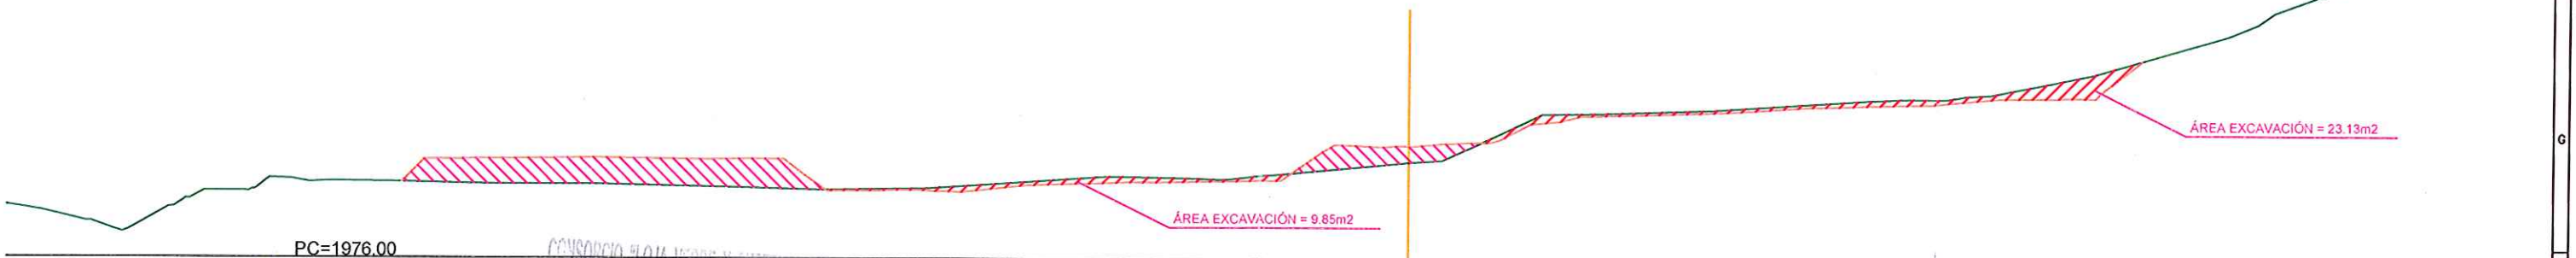 ÁREA EXCAVACIÓN = 23.13m2
G
ÁREA EXCAVACIÓN = 9.85m2
PC=1976.00